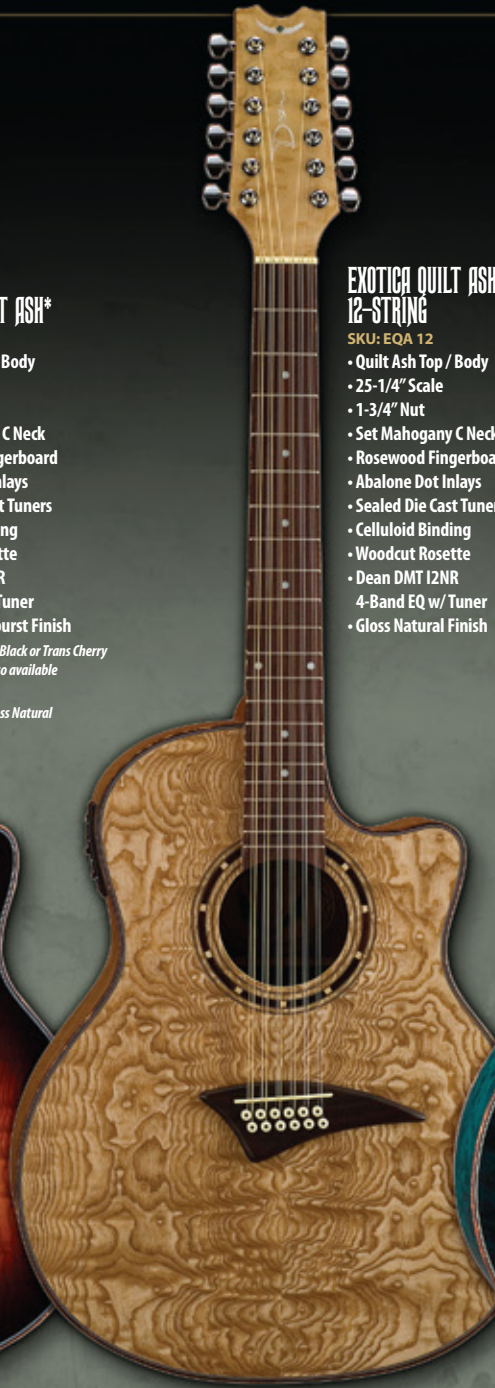 T ASH*
Body
C Neck
gerboard
nlays
t Tuners
ng
tte
R
Tuner
urst Finish
Black or Trans Cherry
o available
ss Natural
Dean
EXOTICA QUILT ASH
12-STRING
SKU: EQA 12
• Quilt Ash Top / Body
• 25-1/4" Scale
• 1-3/4" Nut
• Set Mahogany C Neck
• Rosewood Fingerboa
• Abalone Dot Inlays
• Sealed Die Cast Tuner
• Celluloid Binding
• Woodcut Rosette
• Dean DMT I2NR
4-Band EQ w/ Tuner
• Gloss Natural Finish